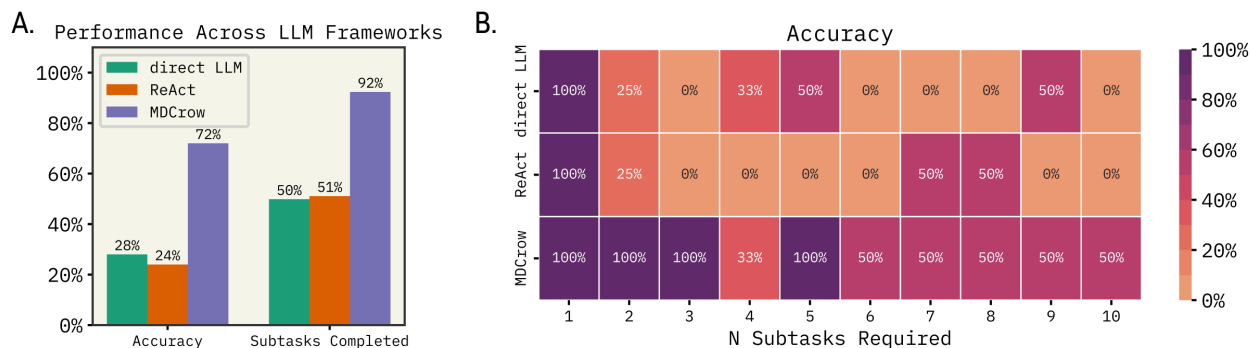 A.
Performance Across LLM Frameworks
100%
80%
60%
40%
20%
0%
direct LLM
ReAct
MDCrow
28%
24%
72%
50%
51%
92%
Accuracy
Subtasks Completed
B.
Accuracy
direct LLM
100% 25% 0% 33% 50% 0% 0% 0% 50% 0%
ReAct
100% 25% 0% 0% 0% 0% 50% 50% 0% 0%
MDCrow
100% 100% 100% 33% 100% 50% 50% 50% 50% 50%
1 2 3 4 5 6 7 8 9 10
N Subtasks Required
100%
80%
60%
40%
20%
0%